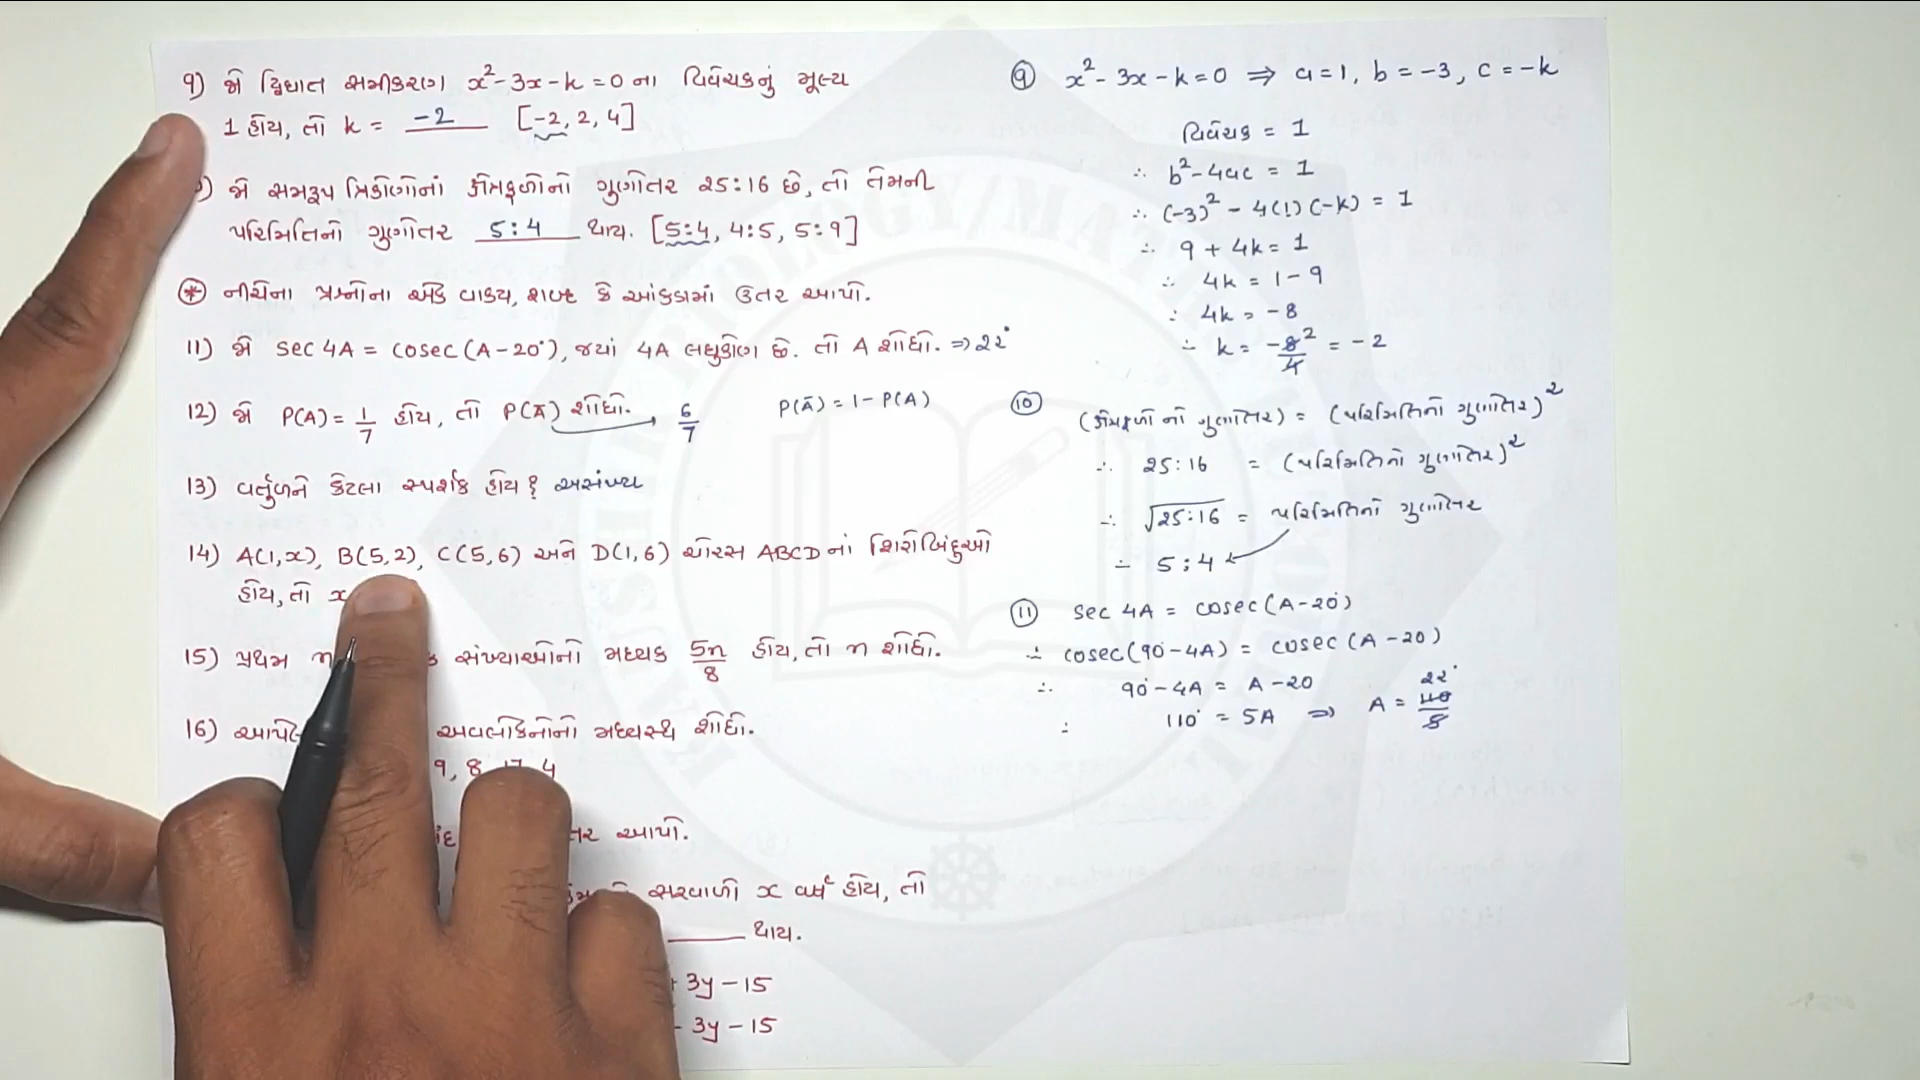 9) જો દ્વિઘાત સમીકરણ x²-3x-k=0 ના વિવેચકનું મૂલ્ય
1 હોય, તો k = -2 [-2, 2, 4]
) જો સમરૂપ ત્રિકોણોનાં ક્ષેત્રફળોનો ગુણોત્તર 25:16 છે, તો તેમની
પરિમિતિનો ગુણોત્તર 5:4 થાય. [5:4, 4:5, 5:9]
* નીચેના પ્રશ્નોના એક વાક્ય, શબ્દ કે આંકડામાં ઉત્તર આપો.
11) જો sec 4A = cosec(A-20°), જ્યાં 4A લઘુકોણ છે. તો A શોધો. ⇒ 22°
12) જો P(A) = 1/7 હોય, તો P(Ā) શોધો. 6/7 P(Ā) = 1 - P(A)
13) વર્તુળને કેટલા સ્પર્શક હોય? અસંખ્ય
14) A(1,x), B(5,2), C(5,6) અને D(1,6) ચોરસ ABCD નાં શિરોબિંદુઓ
હોય, તો x
15) પ્રથમ n સંખ્યાઓનો મધ્યક 5n/8 હોય, તો n શોધો.
16) અવલોકનોનો મધ્યસ્થ શોધો.
9, 8, 17, 4
આપો.
સરવાળો x વર્ષ હોય, તો
થાય.
3y - 15
- 3y - 15
9 x² - 3x - k = 0 ⇒ a = 1, b = -3, c = -k
વિવેચક = 1
∴ b² - 4ac = 1
∴ (-3)² - 4(1)(-k) = 1
∴ 9 + 4k = 1
∴ 4k = 1 - 9
∴ 4k = -8
∴ k = -8/4 2 = -2
10 (ક્ષેત્રફળોનો ગુણોત્તર) = (પરિમિતિનો ગુણોત્તર)²
∴ 25:16 = (પરિમિતિનો ગુણોત્તર)²
∴ √25:16 = પરિમિતિનો ગુણોત્તર
∴ 5:4
11 sec 4A = cosec(A-20°)
∴ cosec(90°-4A) = cosec(A-20)
∴ 90°-4A = A-20
∴ 110° = 5A ⇒ A = 110/5 22°